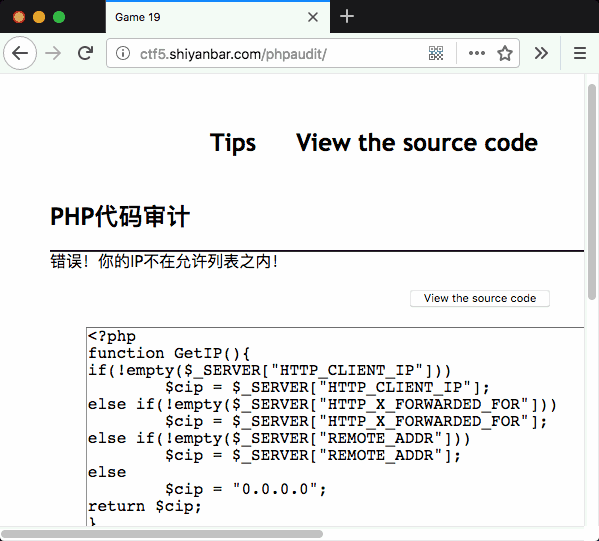 Game 19
ctf5.shiyanbar.com/phpaudit/
Tips View the source code
PHP代码审计
错误！你的IP不在允许列表之内！
View the source code
<?php
function GetIP(){
if(!empty($_SERVER["HTTP_CLIENT_IP"]))
        $cip = $_SERVER["HTTP_CLIENT_IP"];
else if(!empty($_SERVER["HTTP_X_FORWARDED_FOR"]))
        $cip = $_SERVER["HTTP_X_FORWARDED_FOR"];
else if(!empty($_SERVER["REMOTE_ADDR"]))
        $cip = $_SERVER["REMOTE_ADDR"];
else
        $cip = "0.0.0.0";
return $cip;
}